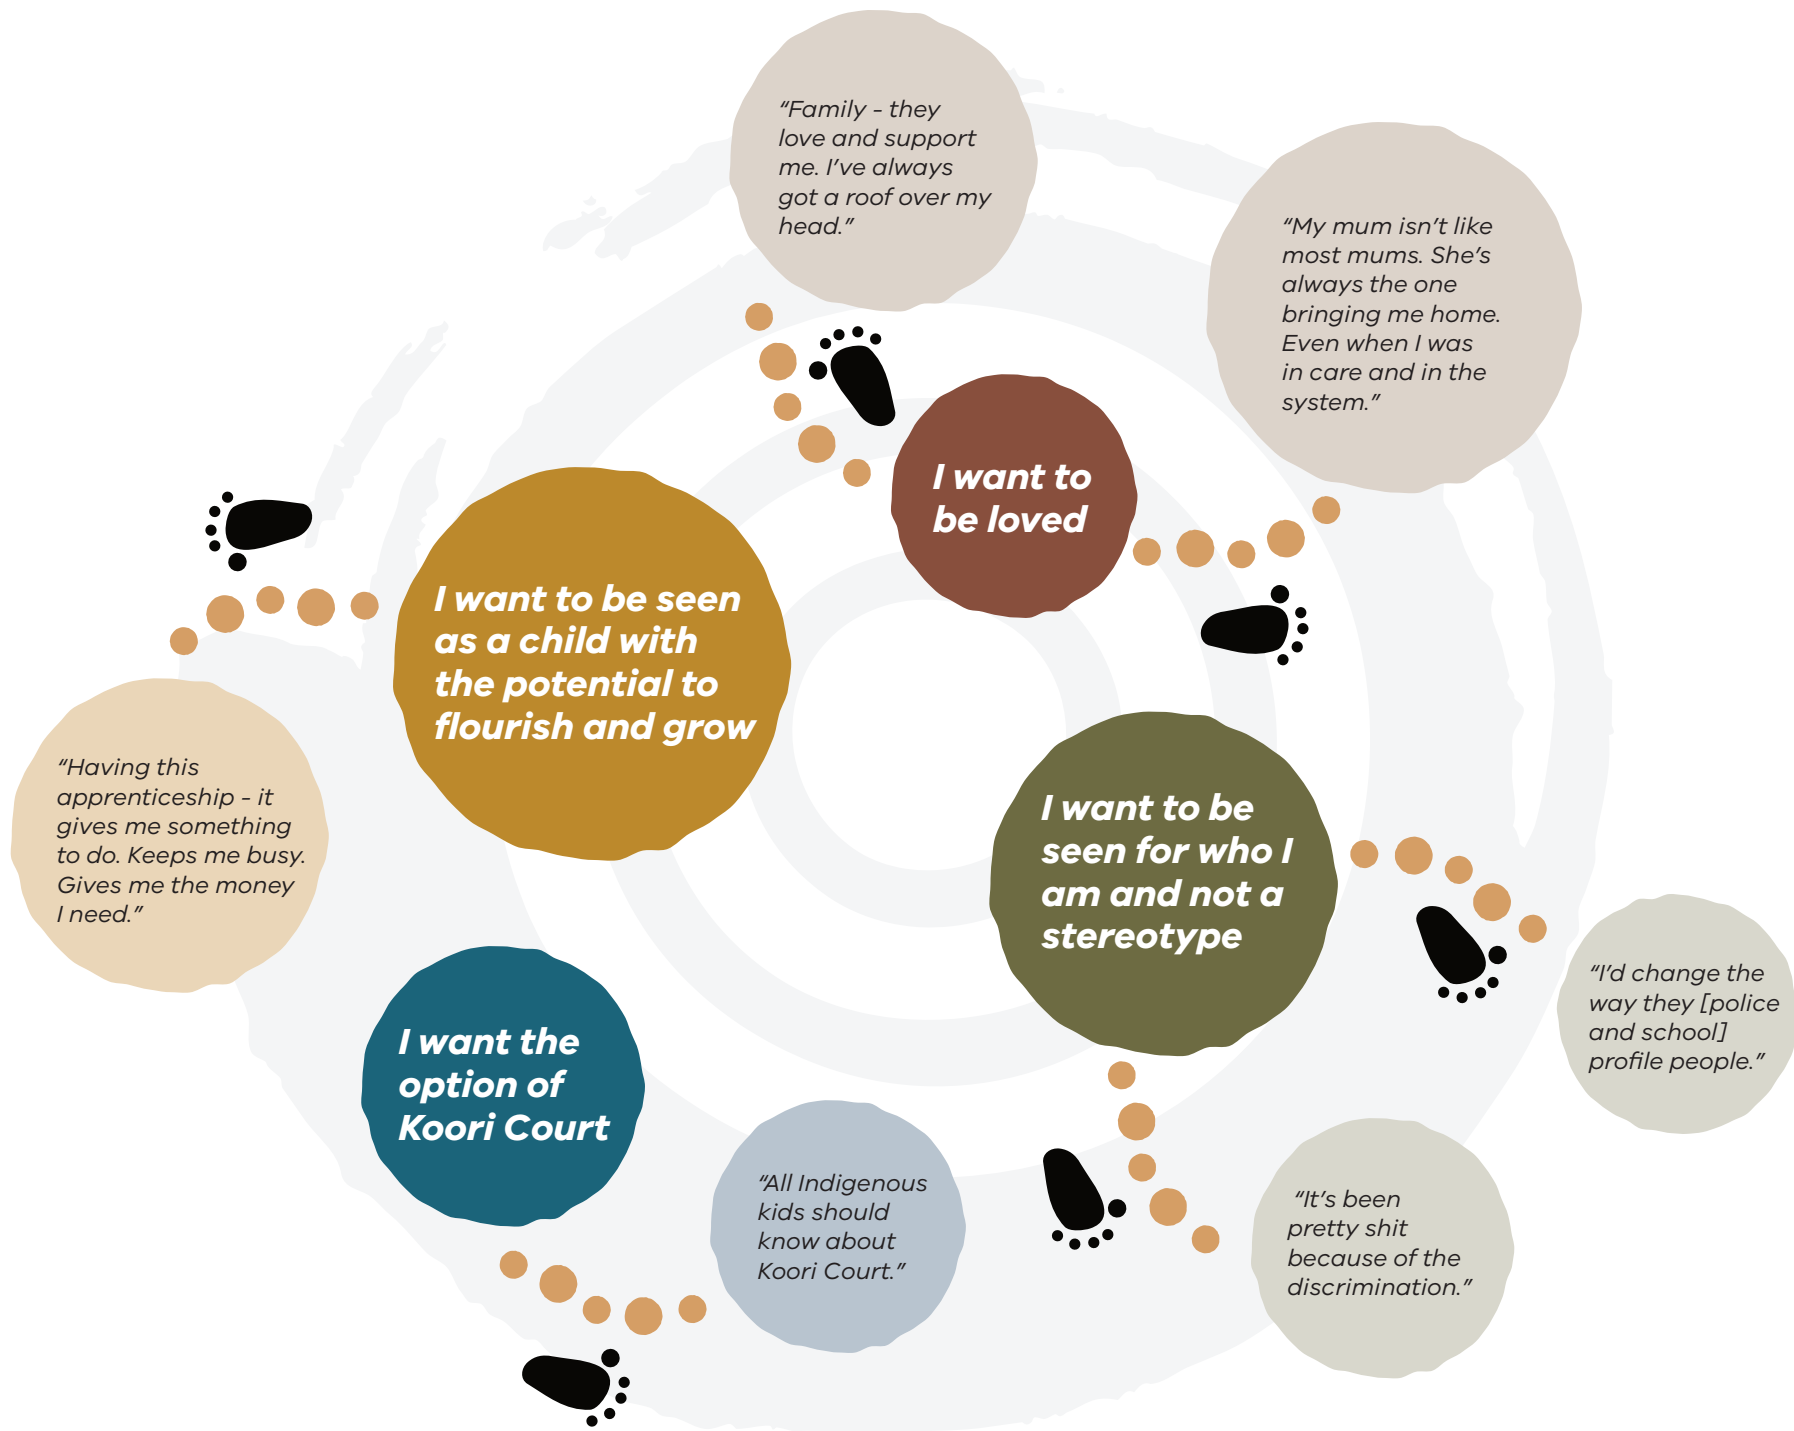 “Family - they
love and support
me. I’ve always
got a roof over my
head.”
“My mum isn’t like
most mums. She’s
always the one
bringing me home.
Even when I was
in care and in the
system.”
I want to
be loved
I want to be seen
as a child with
the potential to
flourish and grow
“Having this
apprenticeship - it
gives me something
to do. Keeps me busy.
Gives me the money
I need.”
I want to be
seen for who I
am and not a
stereotype
“I’d change the
way they [police
and school]
profile people.”
I want the
option of
Koori Court
“All Indigenous
kids should
know about
Koori Court.”
“It’s been
pretty shit
because of the
discrimination.”